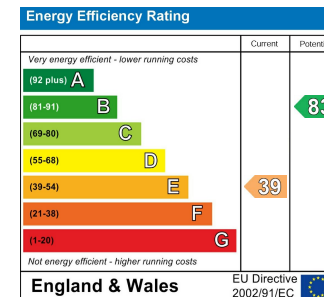 Energy Efficiency Rating
Current
Very energy efficient - lower running costs
(92 plus) A
(81-91) B
83
(69-80) C
(55-68) D
(39-54) E
39
(21-38) F
(1-20) G
Not energy efficient - higher running costs
England & Wales
EU Directive
2002/91/EC